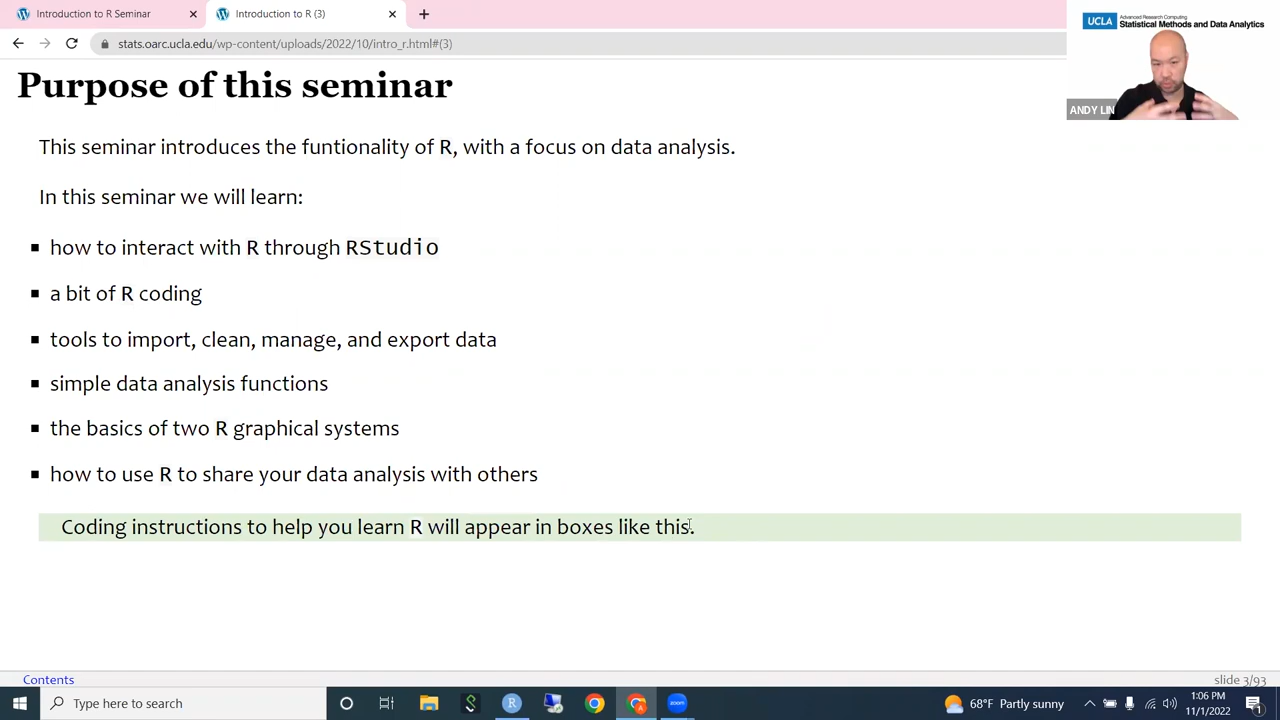 Introduction to R Seminar
Introduction to R (3)
stats.oarc.ucla.edu/wp-content/uploads/2022/10/intro_r.html#(3)
UCLA
Advanced Research Computing
Statistical Methods and Data Analytics
ANDY LIN
Purpose of this seminar
This seminar introduces the funtionality of R, with a focus on data analysis.
In this seminar we will learn:
how to interact with R through RStudio
a bit of R coding
tools to import, clean, manage, and export data
simple data analysis functions
the basics of two R graphical systems
how to use R to share your data analysis with others
Coding instructions to help you learn R will appear in boxes like this.
Contents
slide 3/93
Type here to search
R
A
zoom
68°F Partly sunny
1:06 PM
11/1/2022
1